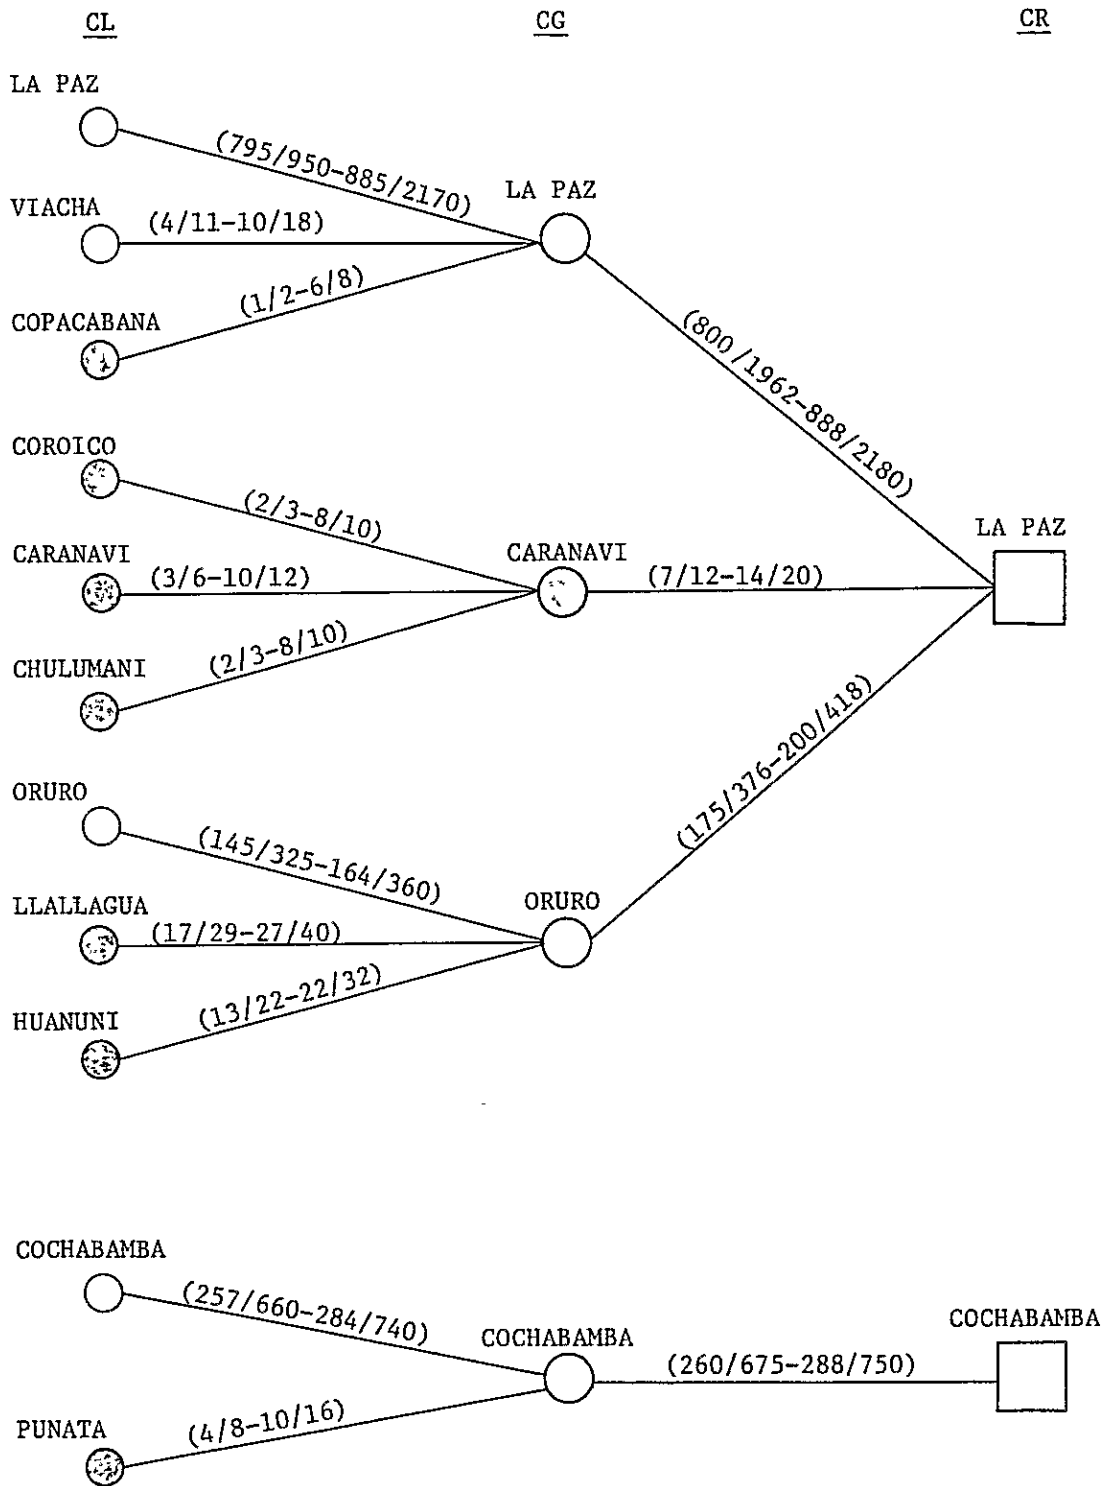 CL CG CR
LA PAZ
(795/950-885/2170)
LA PAZ
VIACHA
(4/11-10/18)
(1/2-6/8)
COPACABANA
(800/1962-888/2180)
COROICO
(2/3-8/10)
LA PAZ
CARANAVI
(3/6-10/12)
CARANAVI
(7/12-14/20)
(2/3-8/10)
CHULUMANI
(175/376-200/418)
ORURO
(145/325-164/360)
ORURO
LLALLAGUA
(17/29-27/40)
(13/22-22/32)
HUANUNI
COCHABAMBA
(257/660-284/740)
COCHABAMBA
(260/675-288/750)
COCHABAMBA
(4/8-10/16)
PUNATA